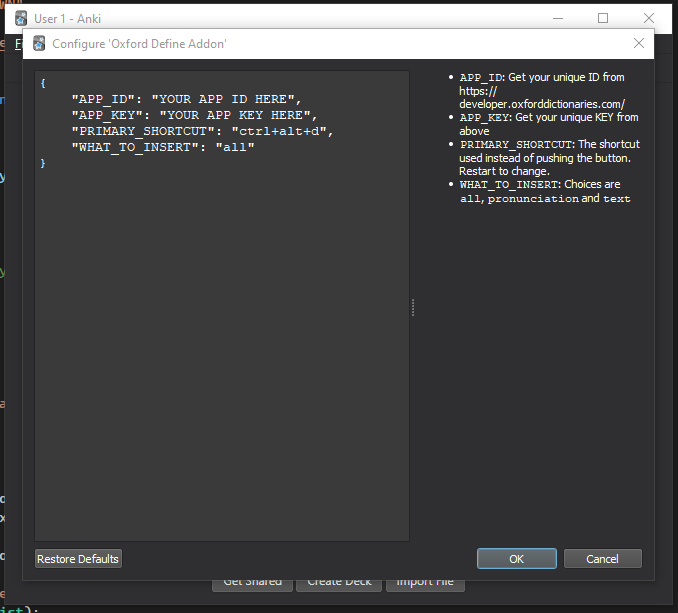 User 1 - Anki
Configure 'Oxford Define Addon'
{
"APP_ID": "YOUR APP ID HERE",
"APP_KEY": "YOUR APP KEY HERE",
"PRIMARY_SHORTCUT": "ctrl+alt+d",
"WHAT_TO_INSERT": "all"
}
• APP_ID: Get your unique ID from
https://
developer.oxforddictionaries.com/
• APP_KEY: Get your unique KEY from
above
• PRIMARY_SHORTCUT: The shortcut
used instead of pushing the button.
Restart to change.
• WHAT_TO_INSERT: Choices are
all, pronunciation and text
Restore Defaults
OK
Cancel
Get Shared
Create Deck
Import File